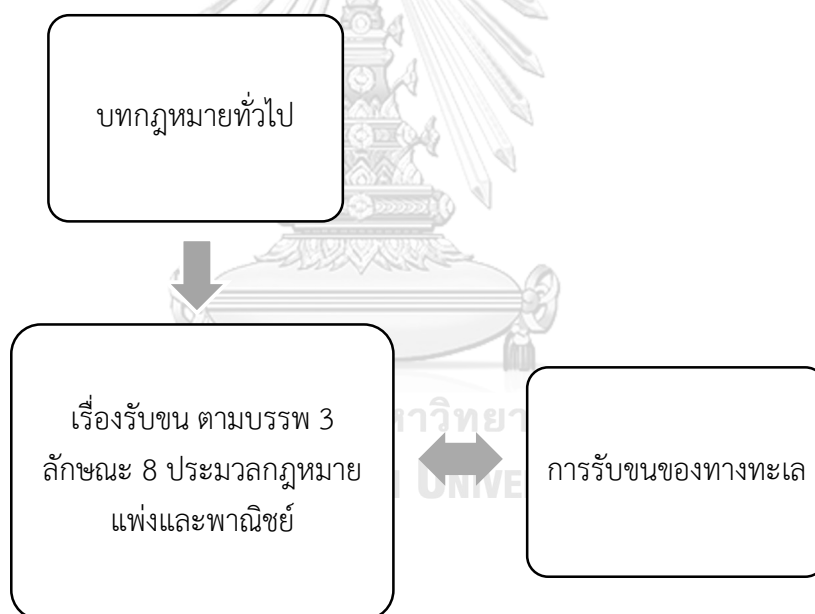 บทกฎหมายทั่วไป
เรื่องรับขน ตามบรรพ 3
ลักษณะ 8 ประมวลกฎหมาย
แพ่งและพาณิชย์
การรับขนของทางทะเล